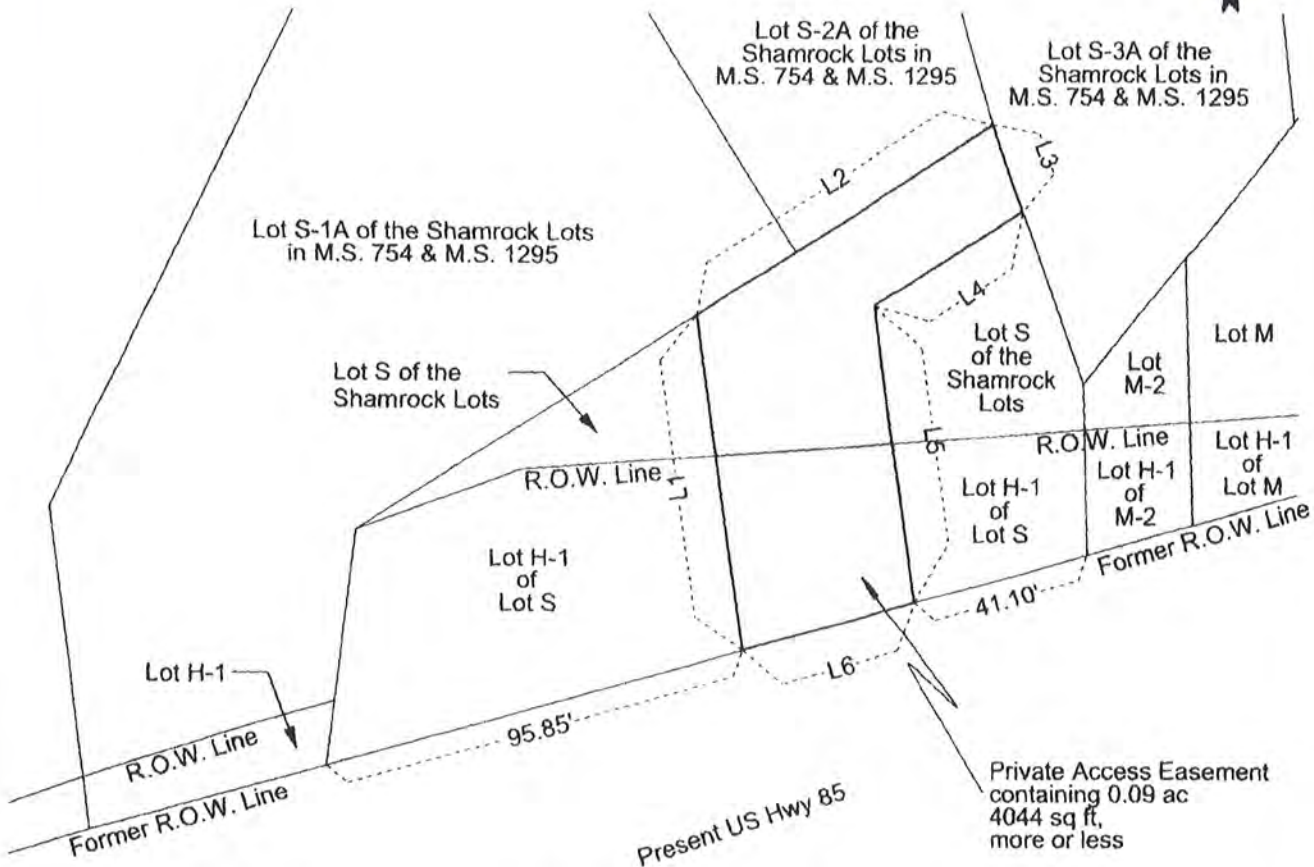 Lot S-2A of the
Shamrock Lots in
M.S. 754 & M.S. 1295
Lot S-3A of the
Shamrock Lots in
M.S. 754 & M.S. 1295
L2
L3
Lot S-1A of the Shamrock Lots
in M.S. 754 & M.S. 1295
L4
Lot S of the
Shamrock Lots
Lot S
of the
Shamrock
Lots
Lot
M-2
Lot M
R.O.W. Line
L7
L5
R.O.W. Line
Lot H-1
of
Lot S
Lot H-1
of
Lot S
Lot H-1
of
M-2
Lot H-1
of
Lot M
Former R.O.W. Line
41.10'
Lot H-1
L6
95.85'
R.O.W. Line
Former R.O.W. Line
Present US Hwy 85
Private Access Easement
containing 0.09 ac
4044 sq ft,
more or less